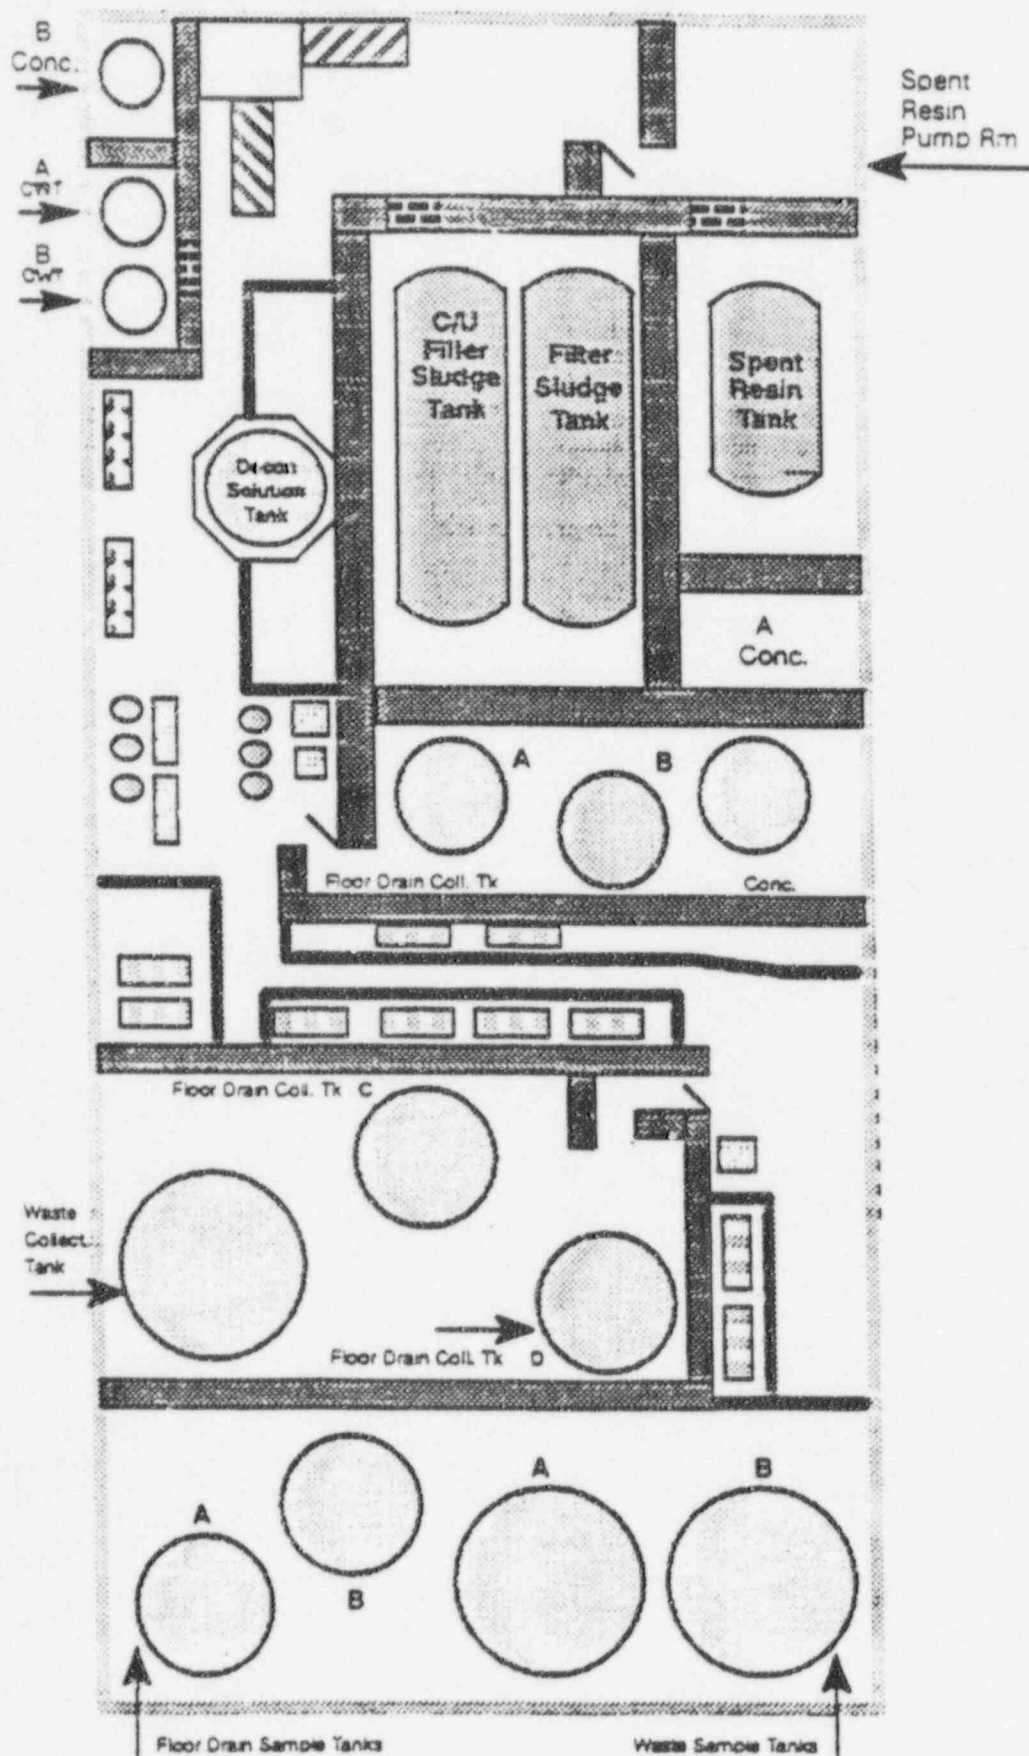 B
Conc.
Spent
Resin
Pump Rm
A
CWT
B
CWT
C/U
Filler
Sludge
Tank
Filter
Sludge
Tank
Spent
Resin
Tank
Decon
Solution
Tank
A
Conc.
A
B
Floor Drain Coll. Tk
Conc.
Floor Drain Coll. Tk C
Waste
Collect.
Tank
Floor Drain Coll. Tk D
A
B
A
B
Floor Drain Sample Tanks
Waste Sample Tanks